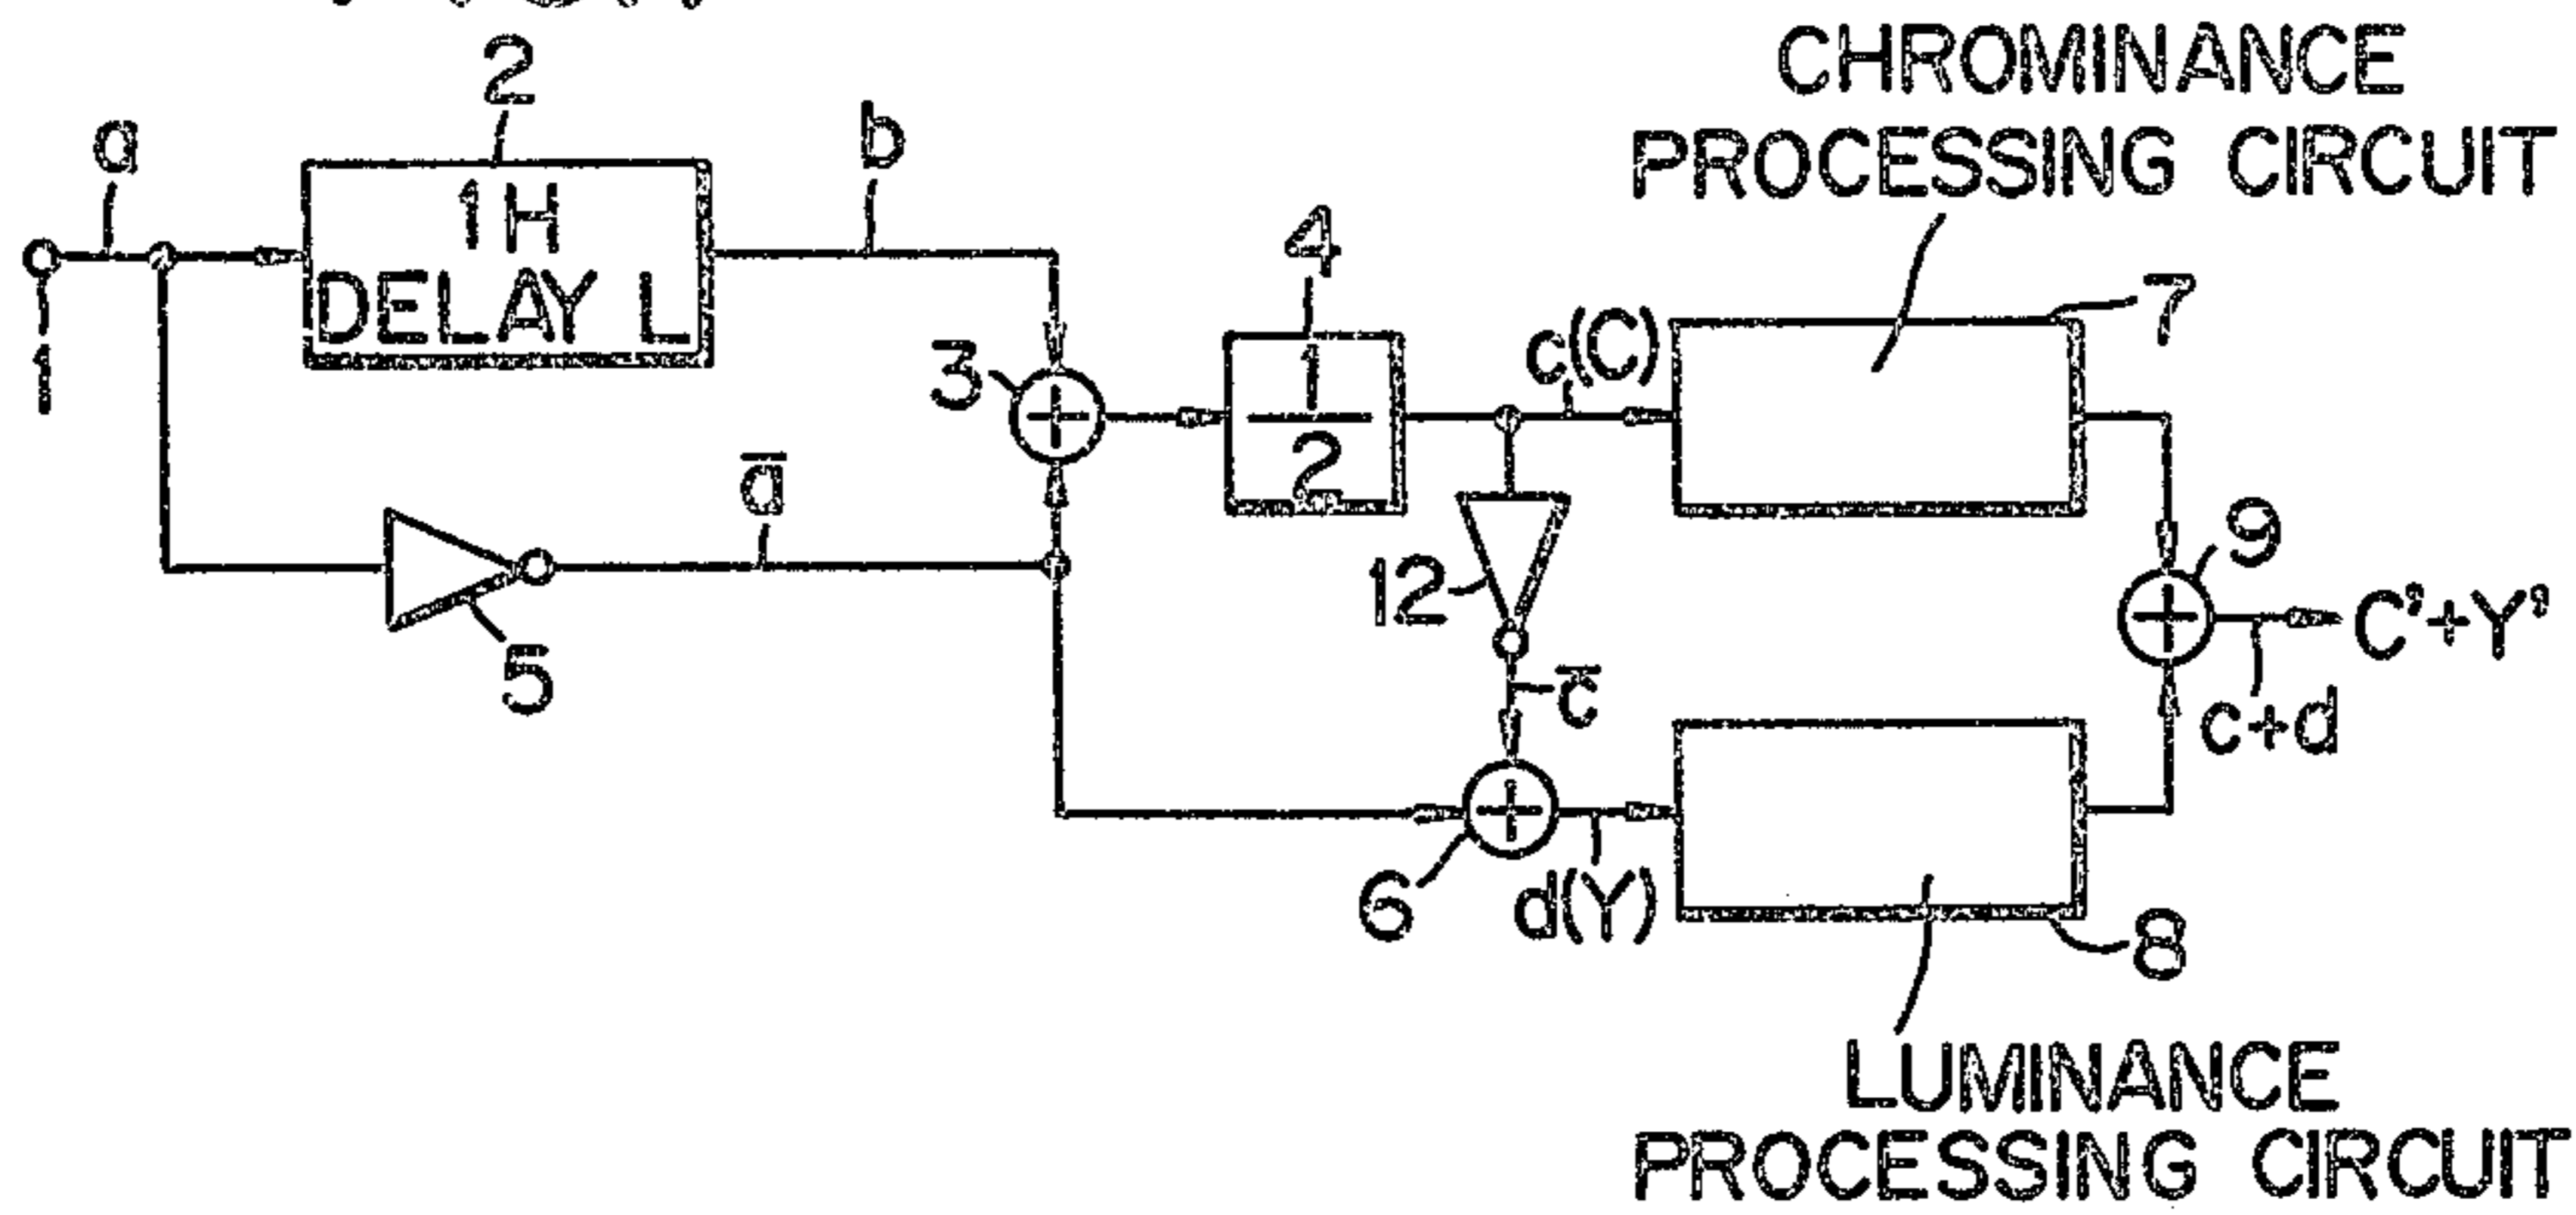 CHROMINANCE
PROCESSING CIRCUIT
2
a
1H
DELAY L
b
4
1
2
c(C)
7
1
3
a̅
5
12
c̅
9
C'+Y'
c+d
6
d(Y)
8
LUMINANCE
PROCESSING CIRCUIT